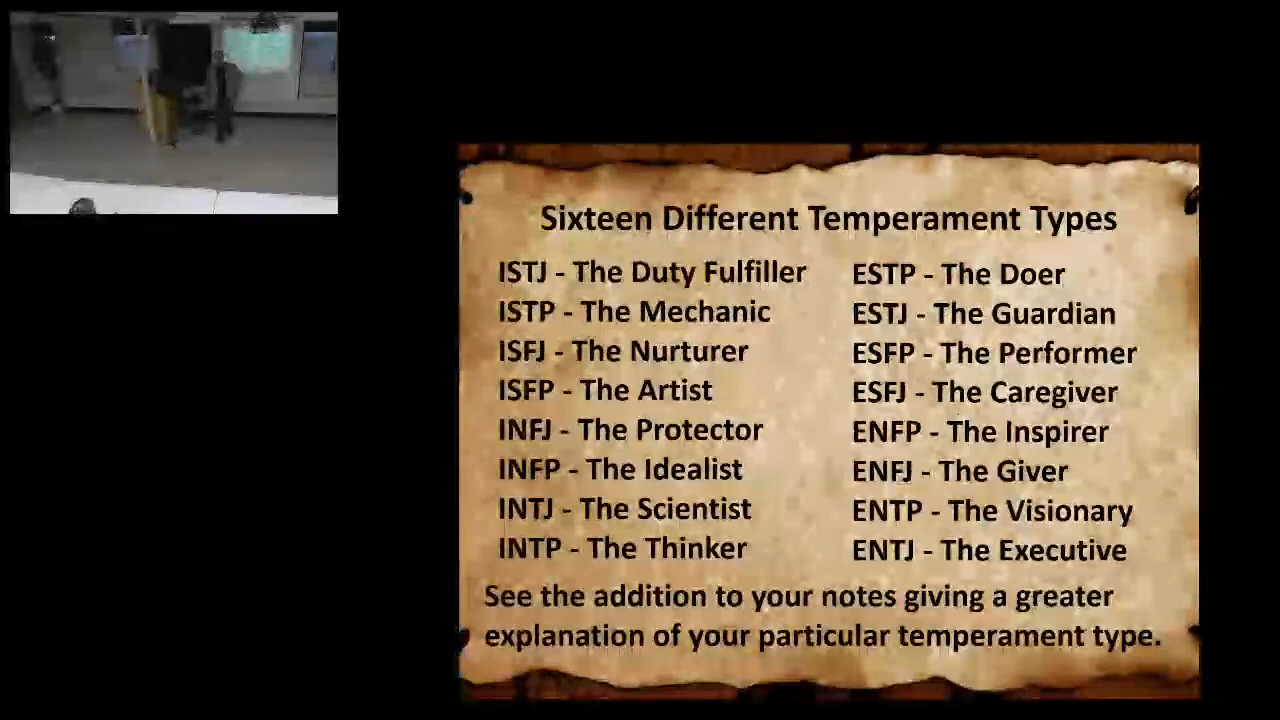 Sixteen Different Temperament Types
ISTJ - The Duty Fulfiller
ISTP - The Mechanic
ISFJ - The Nurturer
ISFP - The Artist
INFJ - The Protector
INFP - The Idealist
INTJ - The Scientist
INTP - The Thinker
ESTP - The Doer
ESTJ - The Guardian
ESFP - The Performer
ESFJ - The Caregiver
ENFP - The Inspirer
ENFJ - The Giver
ENTP - The Visionary
ENTJ - The Executive
See the addition to your notes giving a greater
explanation of your particular temperament type.